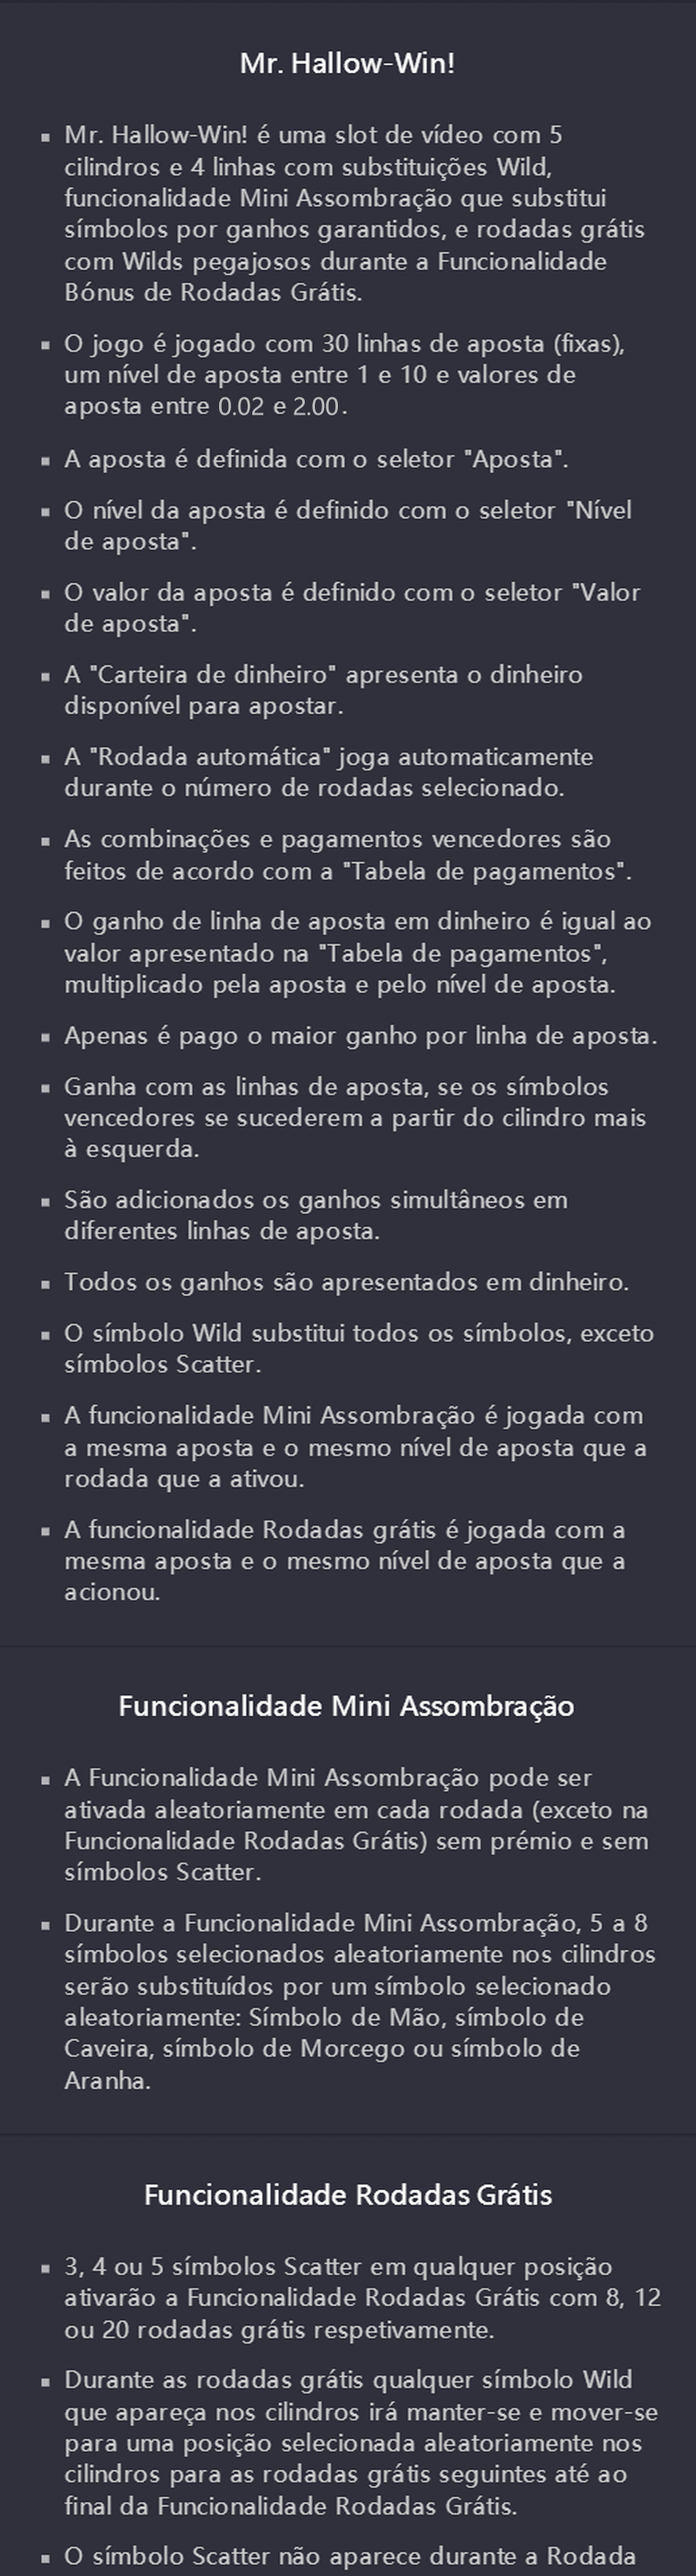 Mr. Hallow-Win!
▪ Mr. Hallow-Win! é uma slot de vídeo com 5
cilindros e 4 linhas com substituições Wild,
funcionalidade Mini Assombração que substitui
símbolos por ganhos garantidos, e rodadas grátis
com Wilds pegajosos durante a Funcionalidade
Bónus de Rodadas Grátis.
▪ O jogo é jogado com 30 linhas de aposta (fixas),
um nível de aposta entre 1 e 10 e valores de
aposta entre 0.02 e 2.00.
▪ A aposta é definida com o seletor "Aposta".
▪ O nível da aposta é definido com o seletor "Nível
de aposta".
▪ O valor da aposta é definido com o seletor "Valor
de aposta".
▪ A "Carteira de dinheiro" apresenta o dinheiro
disponível para apostar.
▪ A "Rodada automática" joga automaticamente
durante o número de rodadas selecionado.
▪ As combinações e pagamentos vencedores são
feitos de acordo com a "Tabela de pagamentos".
▪ O ganho de linha de aposta em dinheiro é igual ao
valor apresentado na "Tabela de pagamentos",
multiplicado pela aposta e pelo nível de aposta.
▪ Apenas é pago o maior ganho por linha de aposta.
▪ Ganha com as linhas de aposta, se os símbolos
vencedores se sucederem a partir do cilindro mais
à esquerda.
▪ São adicionados os ganhos simultâneos em
diferentes linhas de aposta.
▪ Todos os ganhos são apresentados em dinheiro.
▪ O símbolo Wild substitui todos os símbolos, exceto
símbolos Scatter.
▪ A funcionalidade Mini Assombração é jogada com
a mesma aposta e o mesmo nível de aposta que a
rodada que a ativou.
▪ A funcionalidade Rodadas grátis é jogada com a
mesma aposta e o mesmo nível de aposta que a
acionou.
Funcionalidade Mini Assombração
▪ A Funcionalidade Mini Assombração pode ser
ativada aleatoriamente em cada rodada (exceto na
Funcionalidade Rodadas Grátis) sem prémio e sem
símbolos Scatter.
▪ Durante a Funcionalidade Mini Assombração, 5 a 8
símbolos selecionados aleatoriamente nos cilindros
serão substituídos por um símbolo selecionado
aleatoriamente: Símbolo de Mão, símbolo de
Caveira, símbolo de Morcego ou símbolo de
Aranha.
Funcionalidade Rodadas Grátis
▪ 3, 4 ou 5 símbolos Scatter em qualquer posição
ativarão a Funcionalidade Rodadas Grátis com 8, 12
ou 20 rodadas grátis respetivamente.
▪ Durante as rodadas grátis qualquer símbolo Wild
que apareça nos cilindros irá manter-se e mover-se
para uma posição selecionada aleatoriamente nos
cilindros para as rodadas grátis seguintes até ao
final da Funcionalidade Rodadas Grátis.
▪ O símbolo Scatter não aparece durante a Rodada